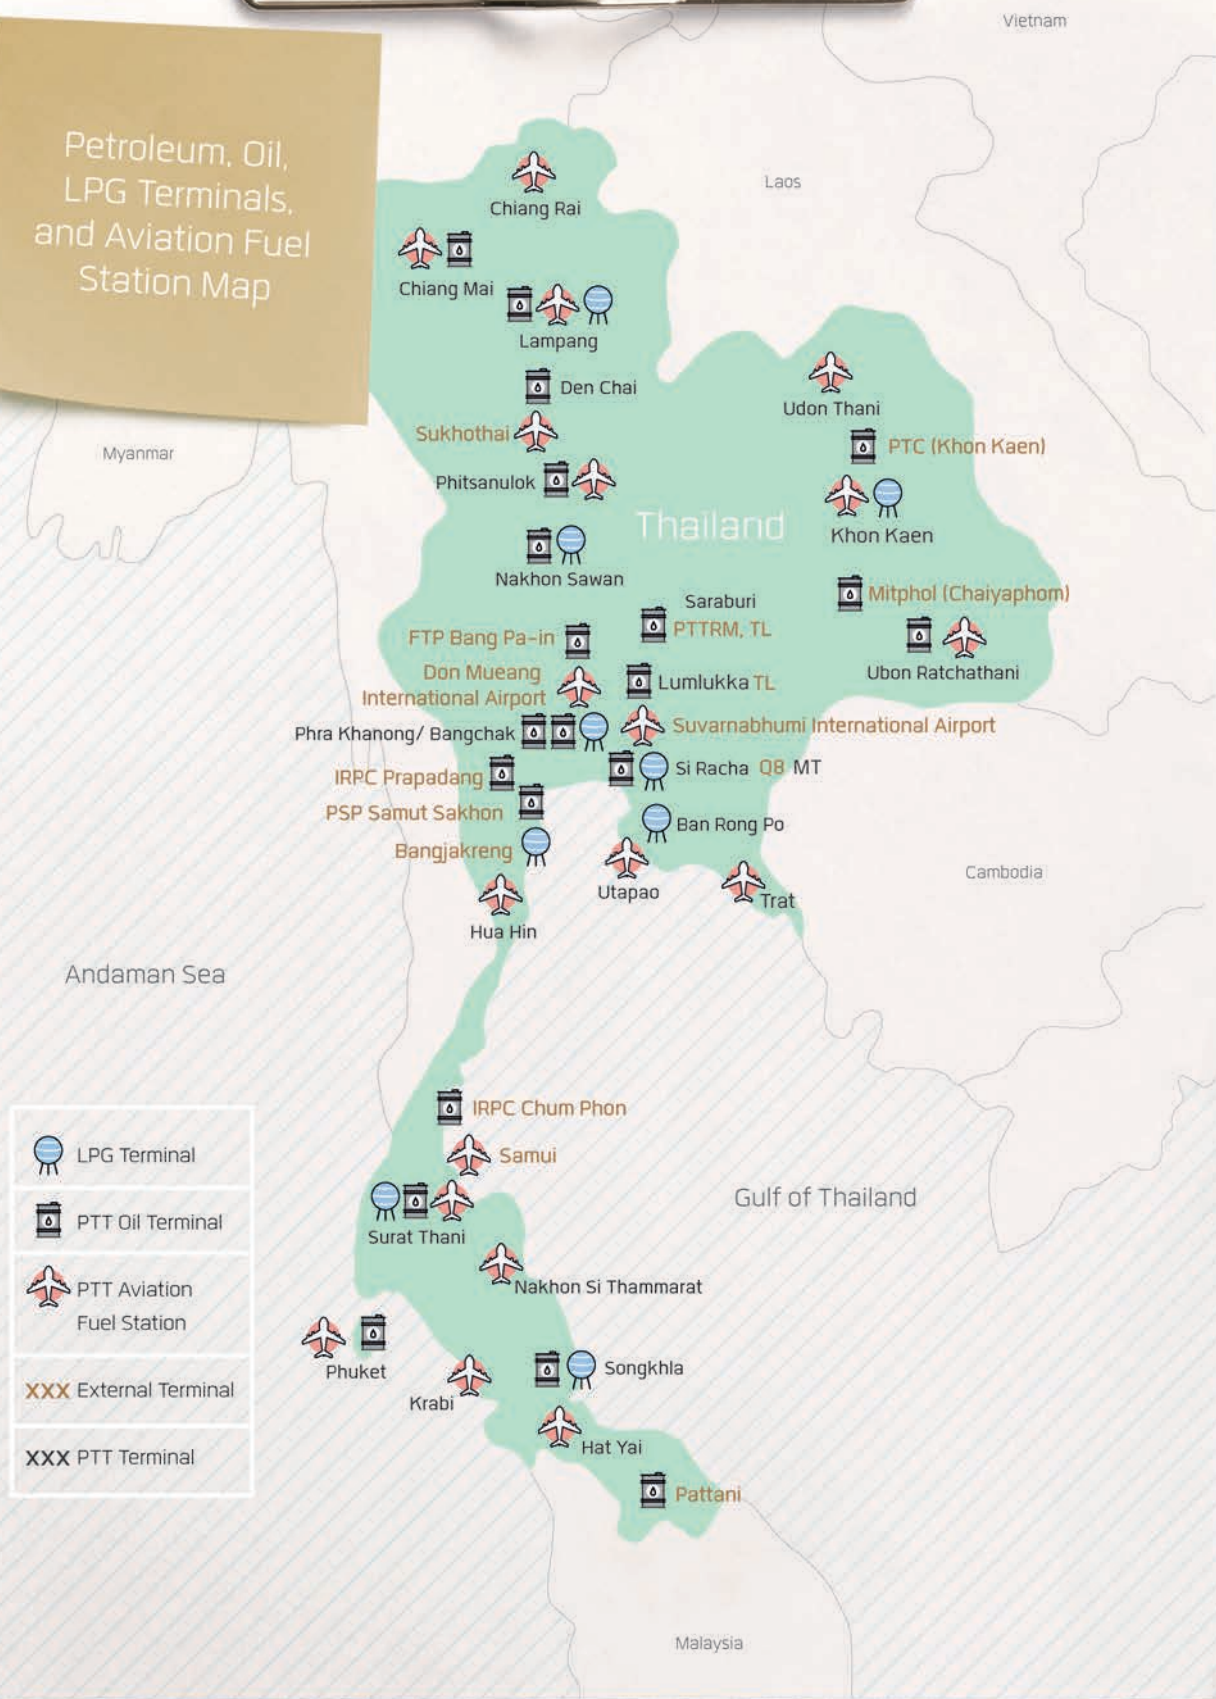 Vietnam
Petroleum, Oil,
LPG Terminals,
and Aviation Fuel
Station Map
Laos
Chiang Rai
Chiang Mai
Lampang
Den Chai
Udon Thani
Sukhothai
PTC (Khon Kaen)
Myanmar
Phitsanulok
Thailand
Khon Kaen
Nakhon Sawan
Saraburi
Mitphol (Chaiyaphom)
PTTRM, TL
FTP Bang Pa-in
Don Mueang
International Airport
Lumlukka TL
Ubon Ratchathani
Phra Khanong/ Bangchak
Suvarnabhumi International Airport
IRPC Prapadang
Si Racha Q8 MT
PSP Samut Sakhon
Ban Rong Po
Bangjakreng
Cambodia
Utapao
Trat
Hua Hin
Andaman Sea
IRPC Chum Phon
Samui
Gulf of Thailand
Surat Thani
Nakhon Si Thammarat
Phuket
Songkhla
Krabi
Hat Yai
Pattani
Malaysia
LPG Terminal
PTT Oil Terminal
PTT Aviation
Fuel Station
XXX External Terminal
XXX PTT Terminal